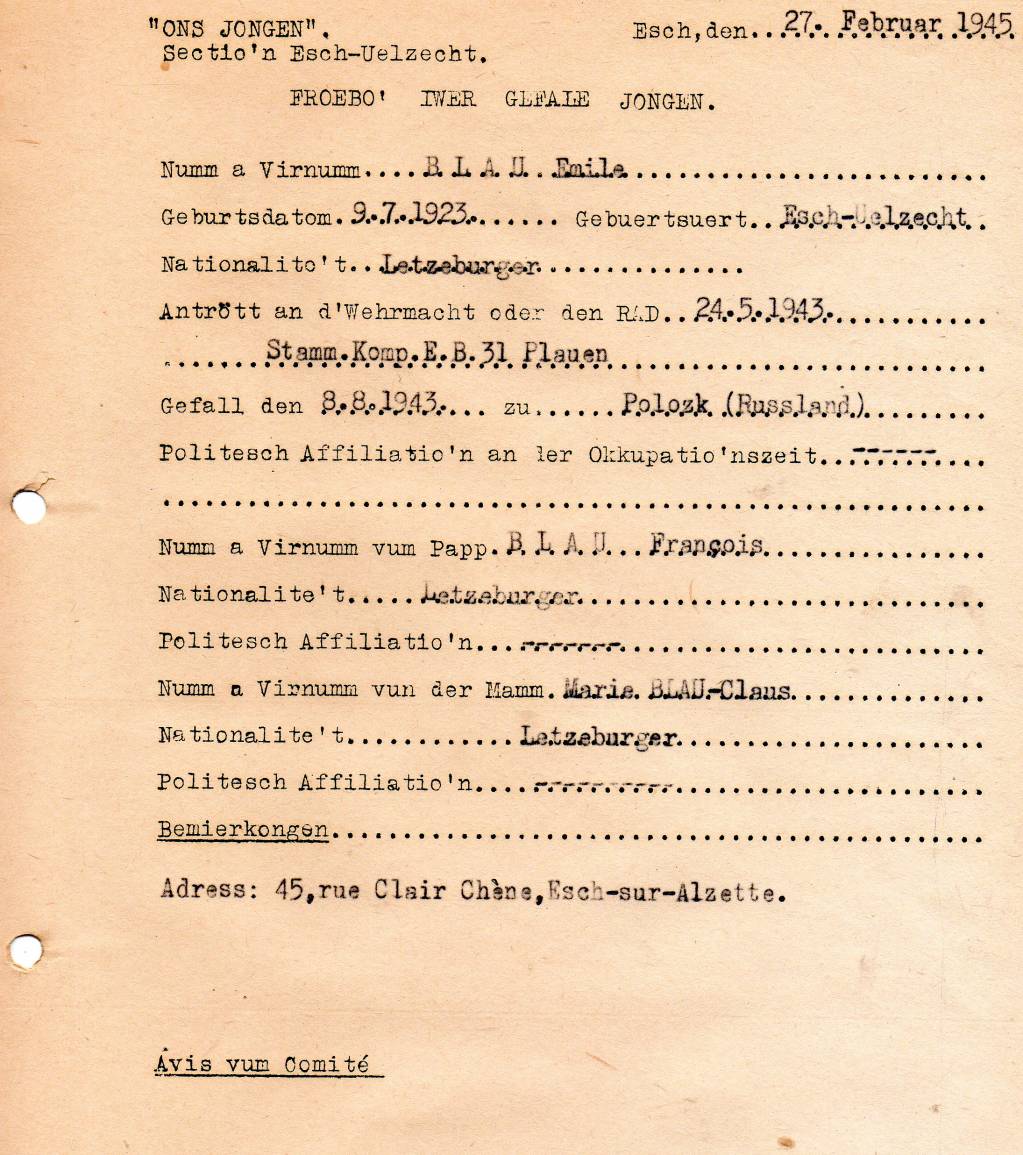 "ONS JONGEN". Esch,den..27. Februar 1945
Sectio'n Esch-Uelzecht.
FROEBO' IWER GEFALE JONGEN.
Numm a Virnumm....B L A U..Emile........................
Geburtsdatom.9.7.1923....... Gebuertsuert..Esch-Uelzecht.
Nationalite't..Letzeburger...............
Antrött an d'Wehrmacht oder den RAD..24.5.1943............
.......Stamm.Komp.E.B.31 Plauen...........................
Gefall den 8.8.1943.... zu.......Polozk (Russland).........
Politesch Affiliatio'n an der Okkupatio'nszeit..-------....
..........................................................
Numm a Virnumm vum Papp.B L A U...François................
Nationalite't.....Letzeburger.............................
Politesch Affiliatio'n...-------..........................
Numm a Virnumm vun der Mamm.Marie BLAU-Claus..............
Nationalite't............Letzeburger......................
Politesch Affiliatio'n....----------......................
Bemierkongen..............................................
Adress: 45,rue Clair Chêne,Esch-sur-Alzette.
Avis vum Comité